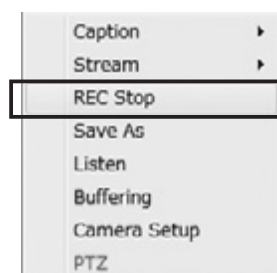 Caption
Stream
REC Stop
Save As
Listen
Buffering
Camera Setup
PTZ